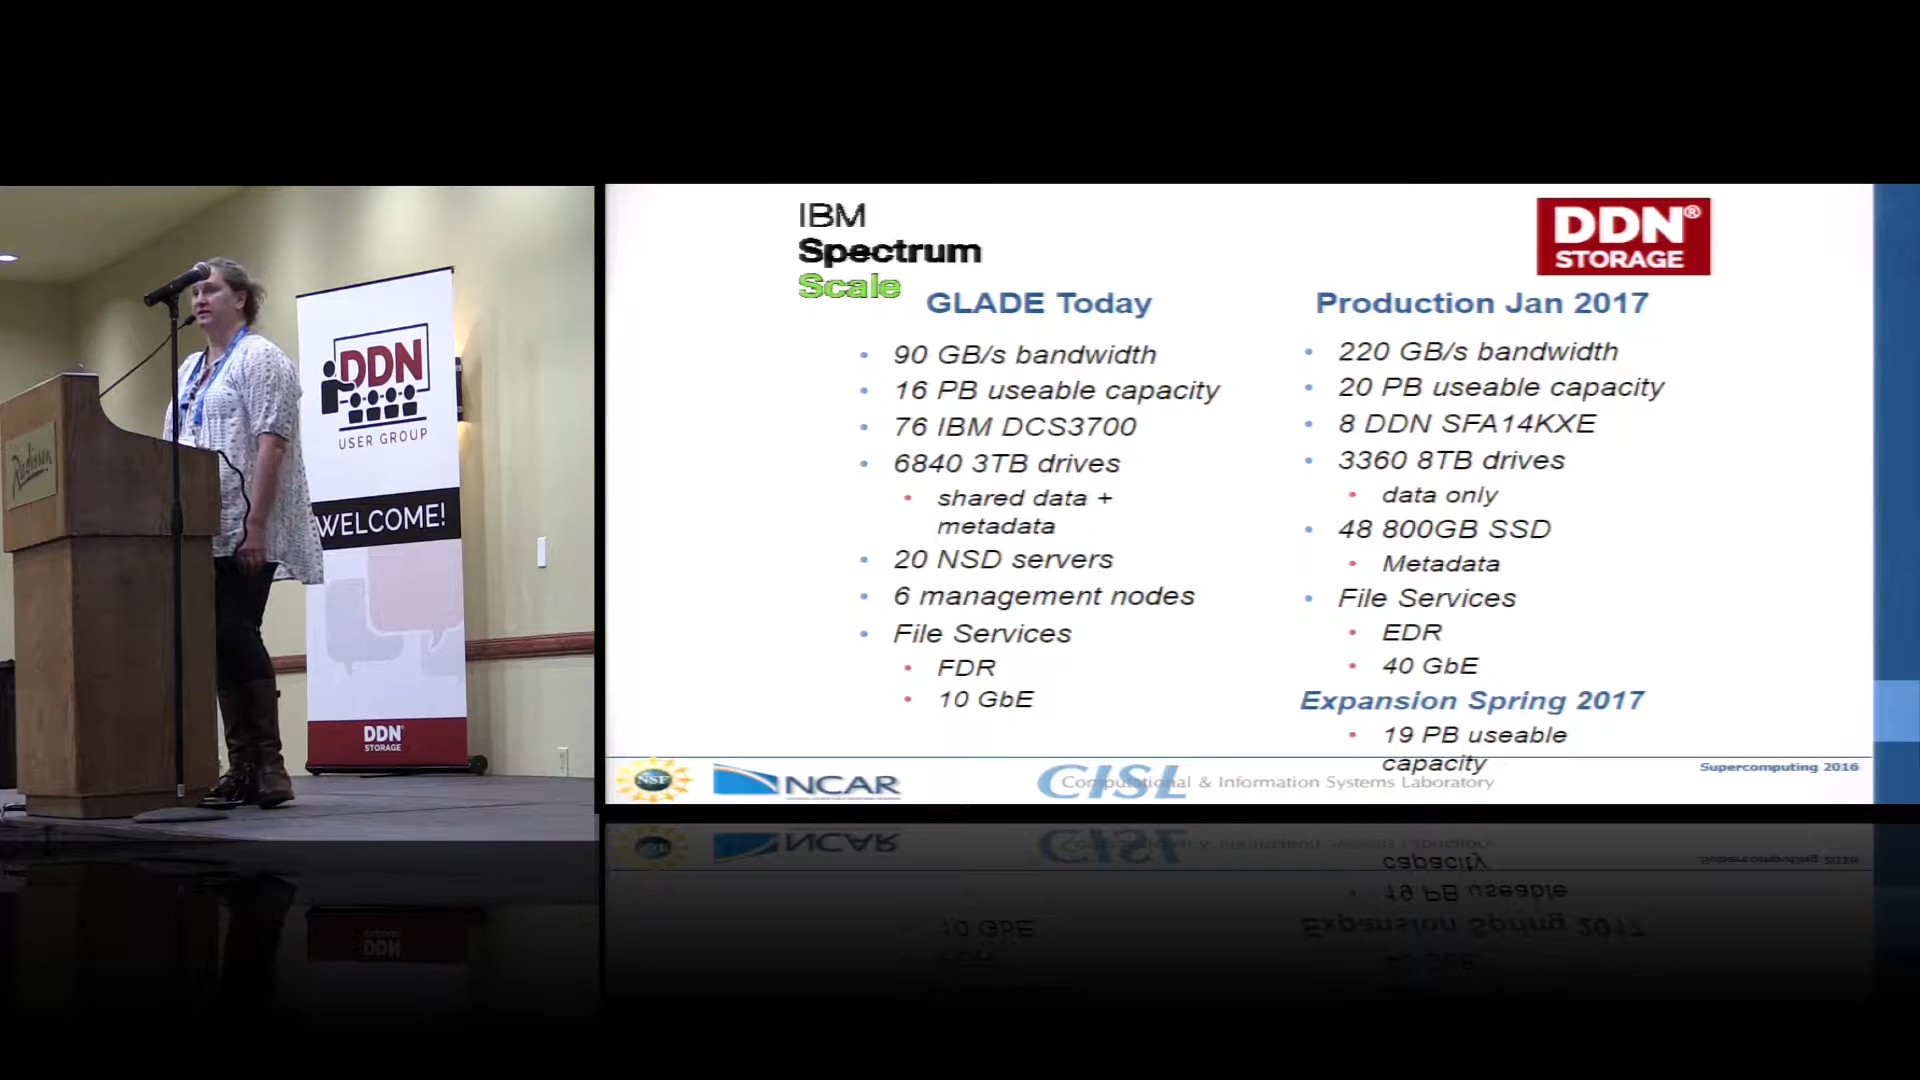 Radisson
DDN
USER GROUP
WELCOME!
DDN
STORAGE
IBM
Spectrum
Scale
DDN®
STORAGE
GLADE Today
• 90 GB/s bandwidth
• 16 PB useable capacity
• 76 IBM DCS3700
• 6840 3TB drives
• shared data +
metadata
• 20 NSD servers
• 6 management nodes
• File Services
• FDR
• 10 GbE
Production Jan 2017
• 220 GB/s bandwidth
• 20 PB useable capacity
• 8 DDN SFA14KXE
• 3360 8TB drives
• data only
• 48 800GB SSD
• Metadata
• File Services
• EDR
• 40 GbE
Expansion Spring 2017
• 19 PB useable
capacity
NSF
NCAR
CISL
Computational & Information Systems Laboratory
Supercomputing 2016